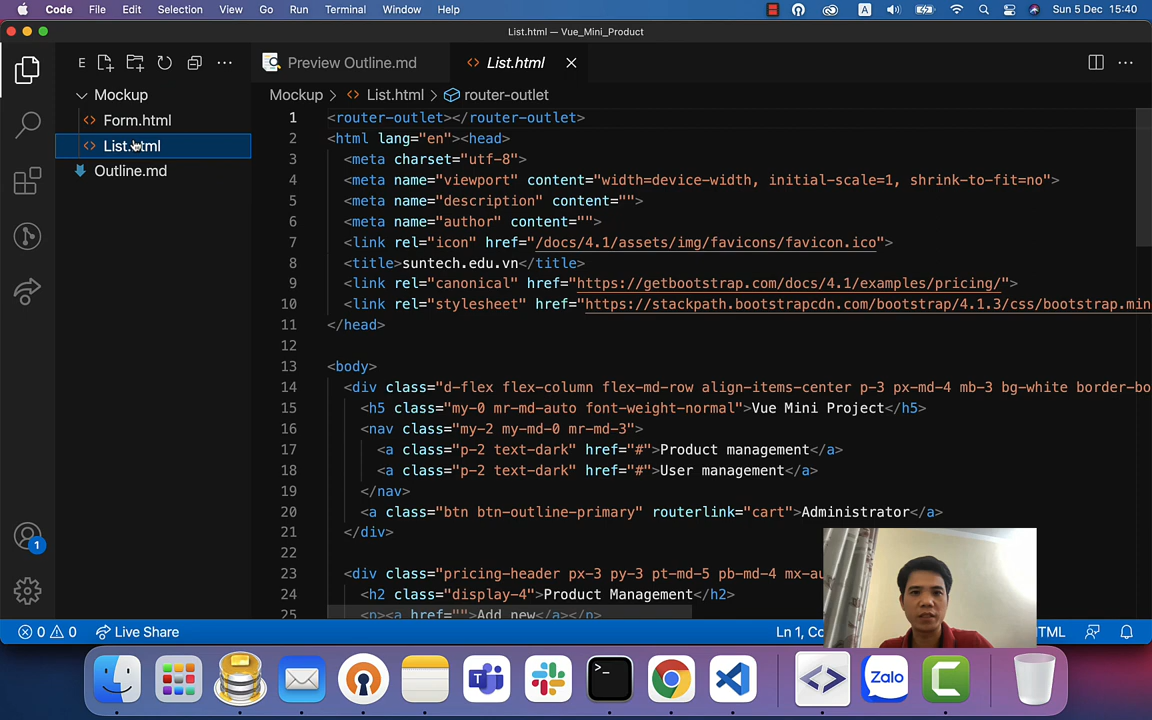 Code File Edit Selection View Go Run Terminal Window Help A Sun 5 Dec 15:40
List.html — Vue_Mini_Product
E
Preview Outline.md List.html
Mockup
Form.html
List.html
Outline.md
Mockup List.html router-outlet
1 <router-outlet></router-outlet>
2 <html lang="en"><head>
3 <meta charset="utf-8">
4 <meta name="viewport" content="width=device-width, initial-scale=1, shrink-to-fit=no">
5 <meta name="description" content="">
6 <meta name="author" content="">
7 <link rel="icon" href="/docs/4.1/assets/img/favicons/favicon.ico">
8 <title>suntech.edu.vn</title>
9 <link rel="canonical" href="https://getbootstrap.com/docs/4.1/examples/pricing/">
10 <link rel="stylesheet" href="https://stackpath.bootstrapcdn.com/bootstrap/4.1.3/css/bootstrap.min
11 </head>
12
13 <body>
14 <div class="d-flex flex-column flex-md-row align-items-center p-3 px-md-4 mb-3 bg-white border-bo
15 <h5 class="my-0 mr-md-auto font-weight-normal">Vue Mini Project</h5>
16 <nav class="my-2 my-md-0 mr-md-3">
17 <a class="p-2 text-dark" href="#">Product management</a>
18 <a class="p-2 text-dark" href="#">User management</a>
19 </nav>
20 <a class="btn btn-outline-primary" routerlink="cart">Administrator</a>
21 </div>
22
23 <div class="pricing-header px-3 py-3 pt-md-5 pb-md-4 mx-au
24 <h2 class="display-4">Product Management</h2>
25 <p><a href="">Add new</a></p>
1
0 0 Live Share Ln 1, Co TML
Zalo